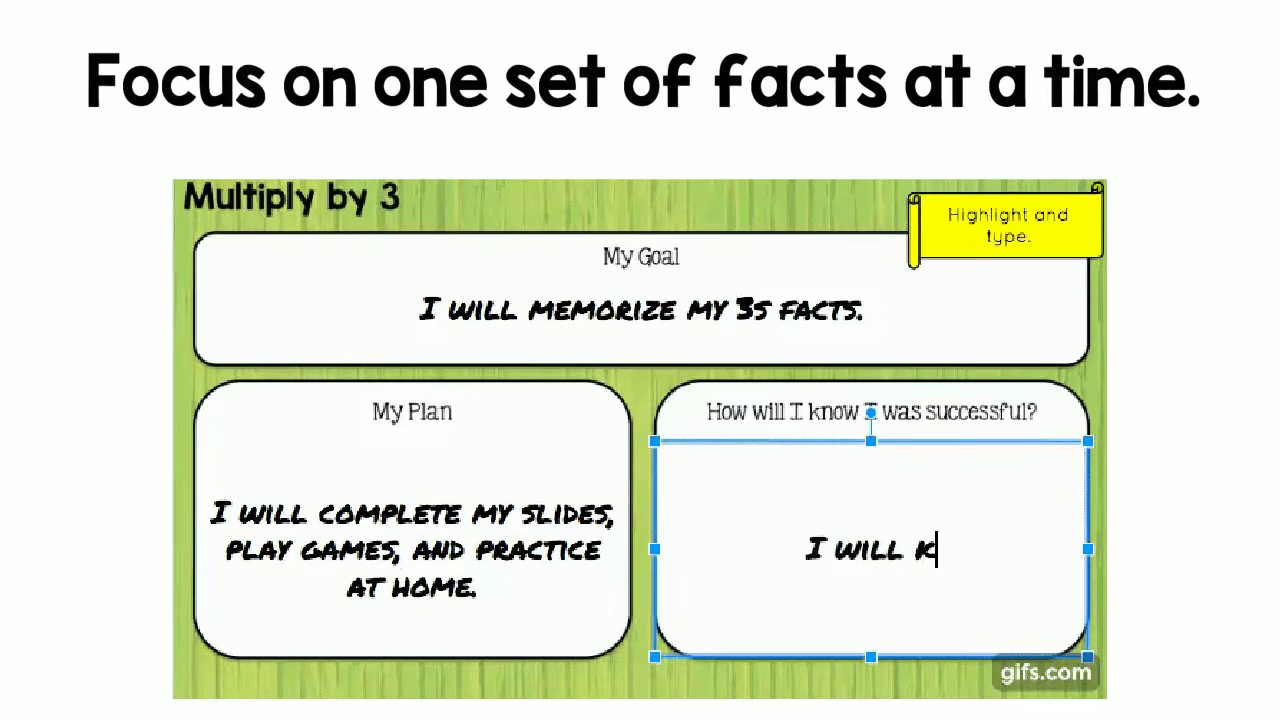 Focus on one set of facts at a time.
Multiply by 3
Highlight and
type.
My Goal
I WILL MEMORIZE MY 3S FACTS.
My Plan
I WILL COMPLETE MY SLIDES,
PLAY GAMES, AND PRACTICE
AT HOME.
How will I know I was successful?
I WILL K
gifs.com